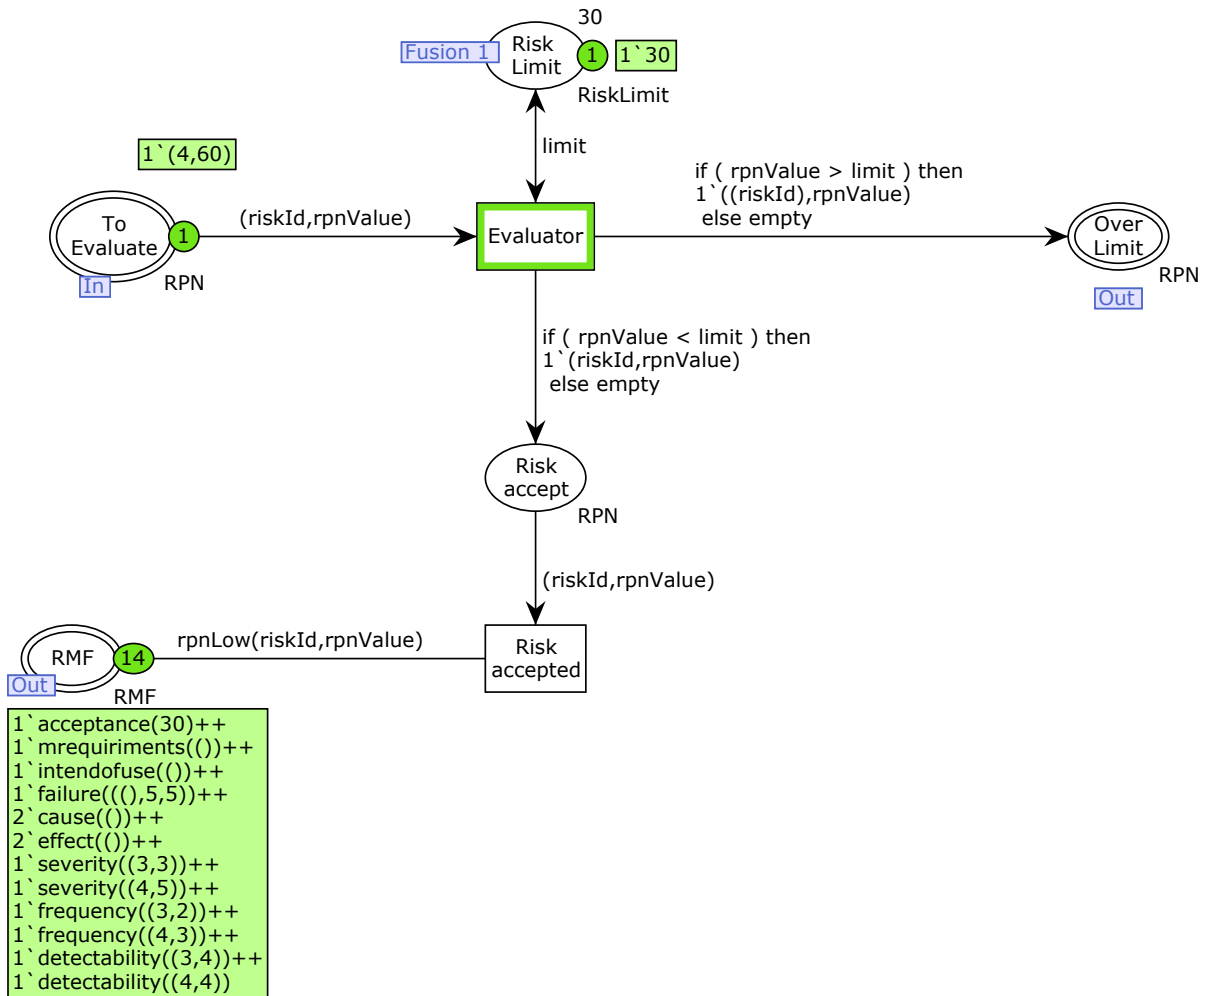 30
Fusion 1
Risk
Limit
1
1`30
RiskLimit
limit
1`(4,60)
To
Evaluate
1
(riskId,rpnValue)
In
RPN
Evaluator
if ( rpnValue > limit ) then
1`((riskId),rpnValue)
else empty
Over
Limit
RPN
Out
if ( rpnValue < limit ) then
1`(riskId,rpnValue)
else empty
Risk
accept
RPN
(riskId,rpnValue)
Risk
accepted
rpnLow(riskId,rpnValue)
RMF
14
Out
RMF
1`acceptance(30)++
1`mrequiriments(())++
1`intendofuse(())++
1`failure(((),5,5))++
2`cause(())++
2`effect(())++
1`severity((3,3))++
1`severity((4,5))++
1`frequency((3,2))++
1`frequency((4,3))++
1`detectability((3,4))++
1`detectability((4,4))